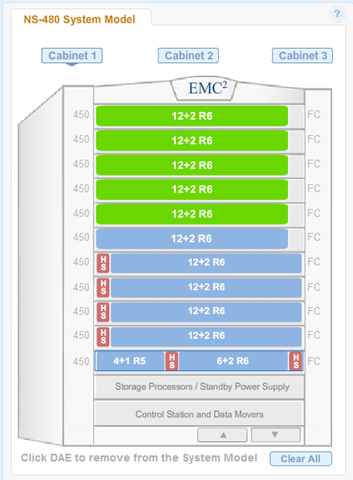 NS-480 System Model
?
Cabinet 1 Cabinet 2 Cabinet 3
EMC²
450 12+2 R6 FC
450 12+2 R6 FC
450 12+2 R6 FC
450 12+2 R6 FC
450 12+2 R6 FC
450 12+2 R6 FC
450 HS 12+2 R6 FC
450 HS 12+2 R6 FC
450 HS 12+2 R6 FC
450 HS 12+2 R6 FC
450 4+1 R5 HS 6+2 R6 HS FC
Storage Processors / Standby Power Supply
Control Station and Data Movers
Click DAE to remove from the System Model Clear All